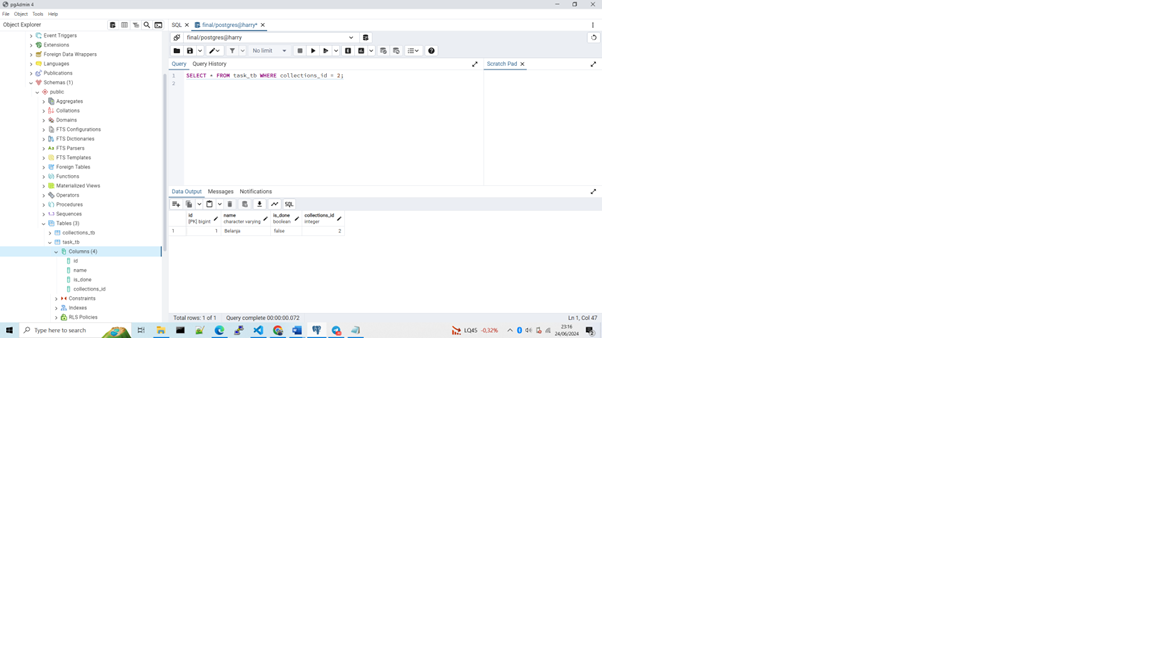 pgAdmin 4
File Object Tools Help
Object Explorer
SQL
final/postgres@harry*
final/postgres@harry
No limit
Query
Query History
Scratch Pad
1
SELECT * FROM task_tb WHERE collections_id = 2;
2
Event Triggers
Extensions
Foreign Data Wrappers
Languages
Publications
Schemas (1)
public
Aggregates
Collations
Domains
FTS Configurations
FTS Dictionaries
FTS Parsers
FTS Templates
Foreign Tables
Functions
Materialized Views
Operators
Procedures
Sequences
Tables (3)
collections_tb
task_tb
Columns (4)
id
name
is_done
collections_id
Constraints
Indexes
RLS Policies
Data Output Messages Notifications
SQL
id name is_done collections_id
[PK] bigint character varying boolean integer
1 1 Belanja false 2
Total rows: 1 of 1 Query complete 00:00:00.072
Ln 1, Col 47
Type here to search
LQ45 -0,32%
23:16
24/06/2024
2